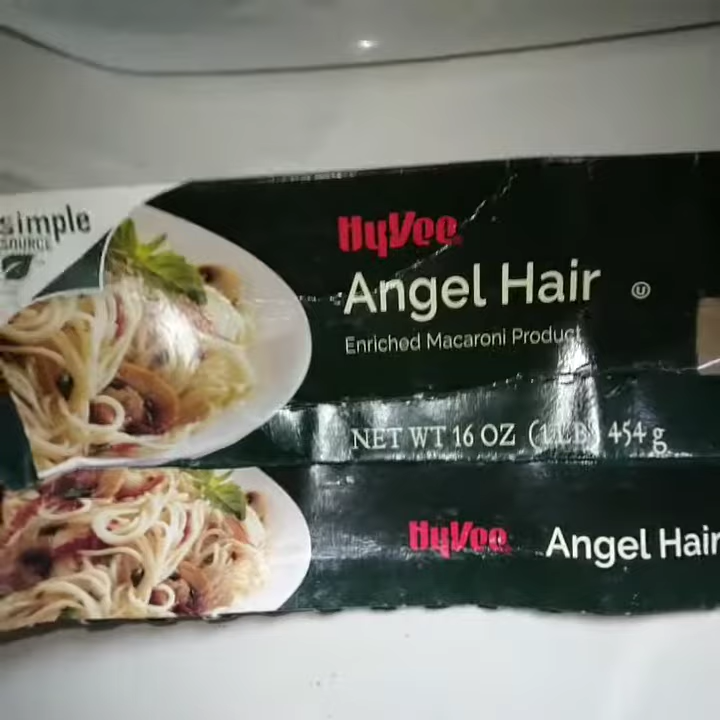 simple
SOURCE
HyVee
Angel Hair
U
Enriched Macaroni Product
NET WT 16 OZ (1 LB) 454 g
HyVee Angel Hair